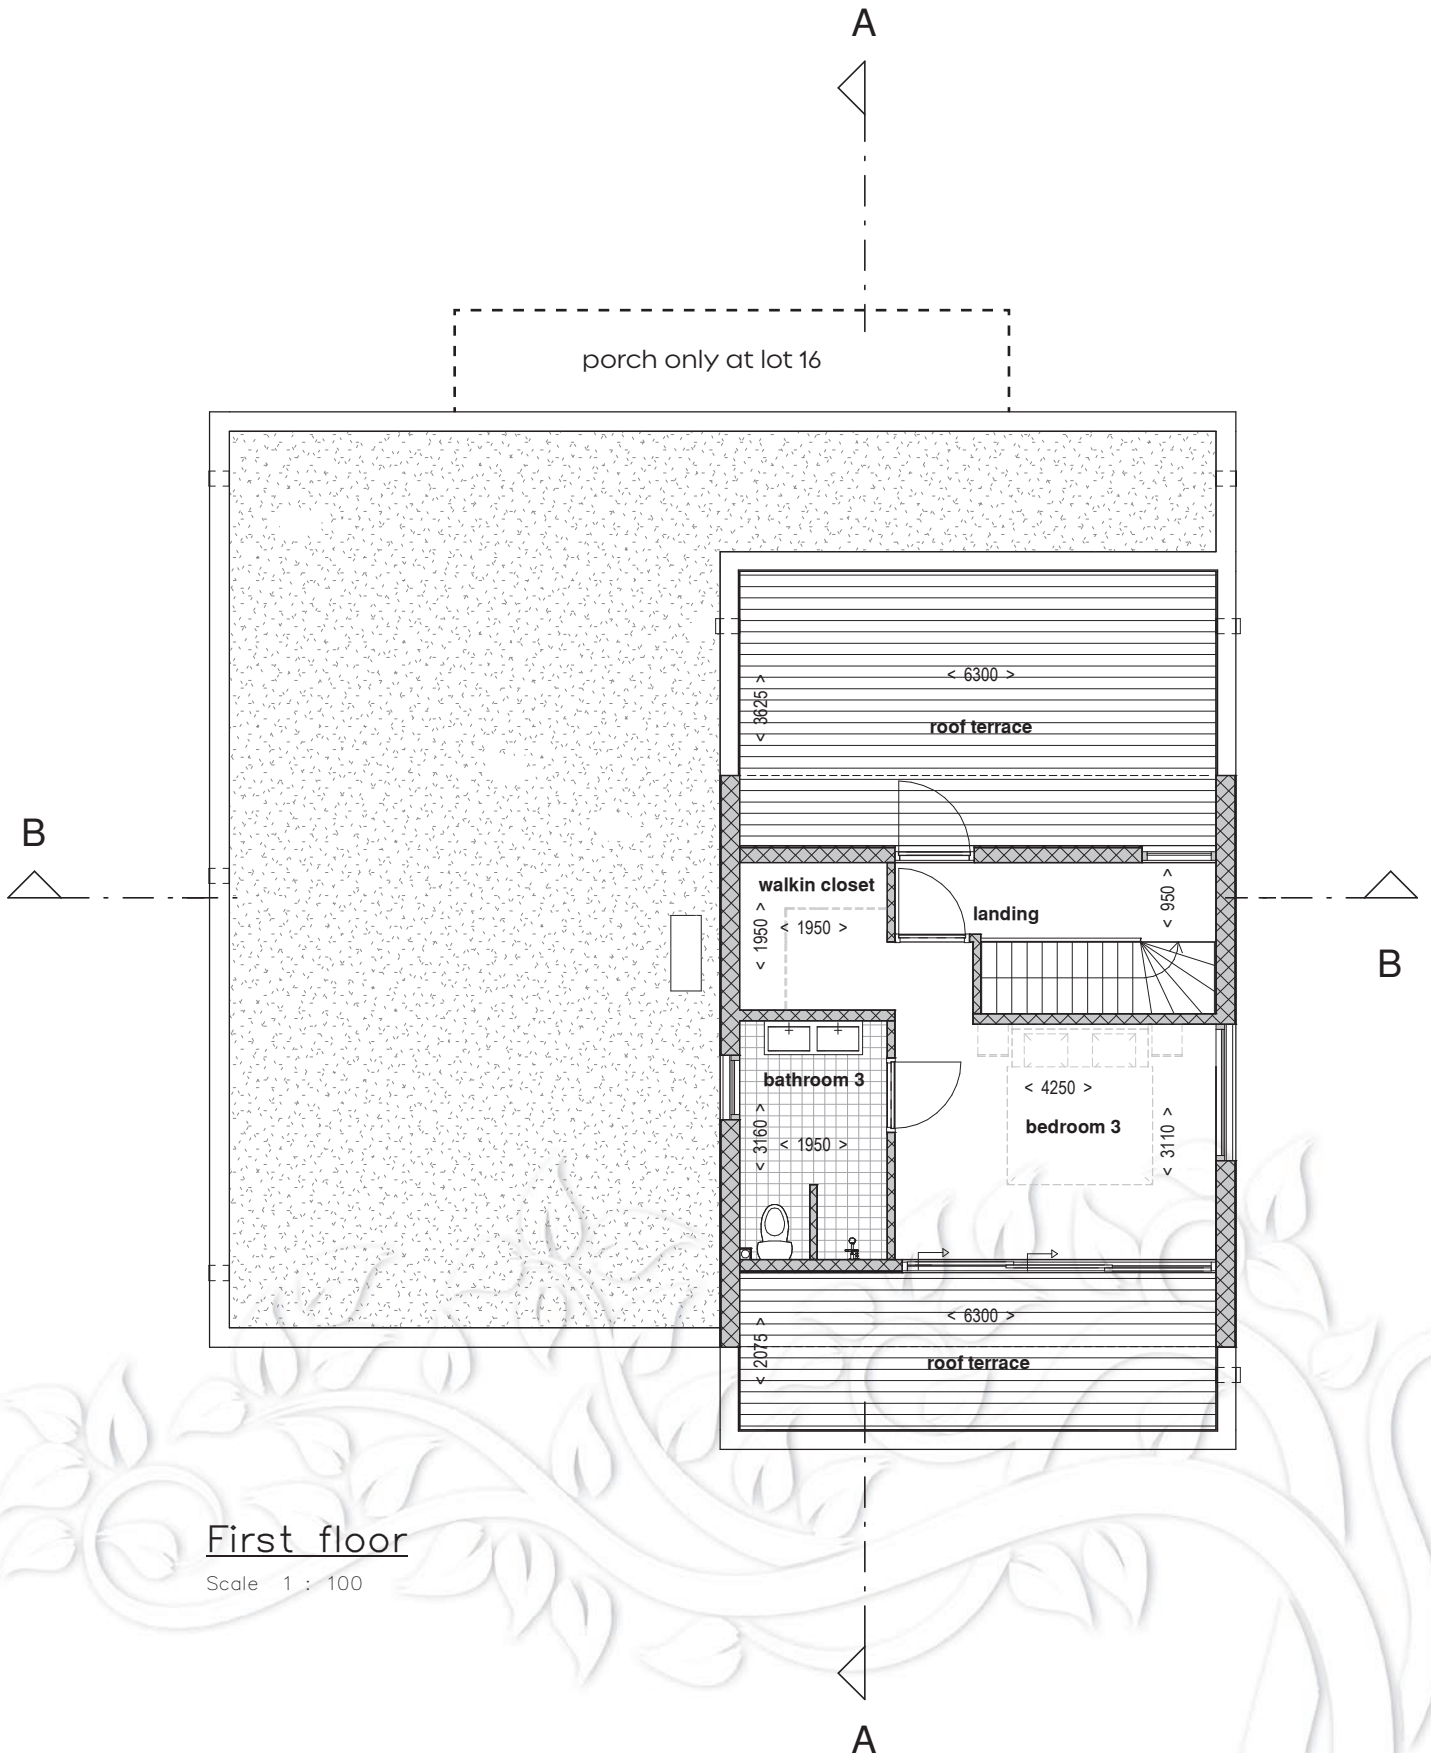 A
porch only at lot 16
< 6300 >
< 3625 >
roof terrace
B
B
walkin closet
< 950 >
landing
< 1950 >
< 1950 >
bathroom 3
< 4250 >
bedroom 3
< 3160 >
< 1950 >
< 3110 >
< 6300 >
< 2075 >
roof terrace
First floor
Scale 1 : 100
A